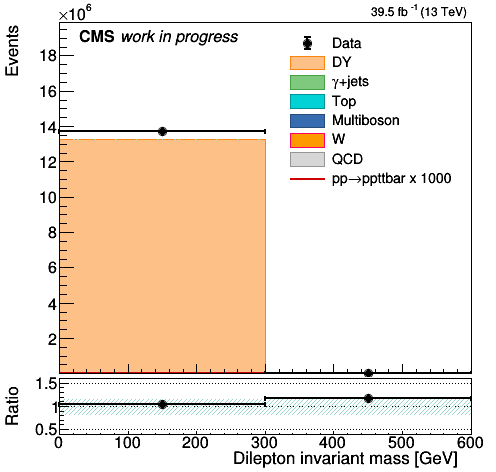 ×10⁶
39.5 fb⁻¹ (13 TeV)
CMS work in progress
Events
18
16
14
12
10
8
6
4
2
Data
DY
γ+jets
Top
Multiboson
W
QCD
pp→ppttbar x 1000
Ratio
1.5
1
0.5
0 100 200 300 400 500 600
Dilepton invariant mass [GeV]